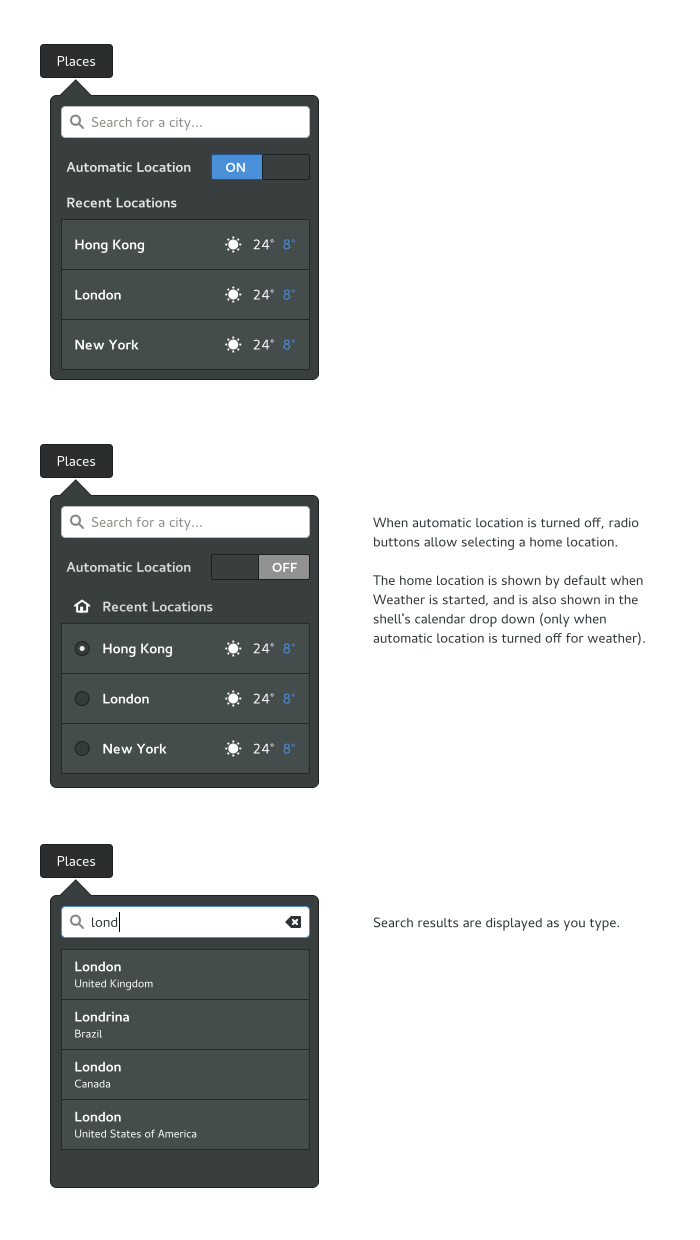 Places
Search for a city...
Automatic Location ON
Recent Locations
Hong Kong 24° 8°
London 24° 8°
New York 24° 8°
Places
Search for a city...
Automatic Location OFF
Recent Locations
Hong Kong 24° 8°
London 24° 8°
New York 24° 8°
When automatic location is turned off, radio
buttons allow selecting a home location.
The home location is shown by default when
Weather is started, and is also shown in the
shell's calendar drop down (only when
automatic location is turned off for weather).
Places
lond
London
United Kingdom
Londrina
Brazil
London
Canada
London
United States of America
Search results are displayed as you type.